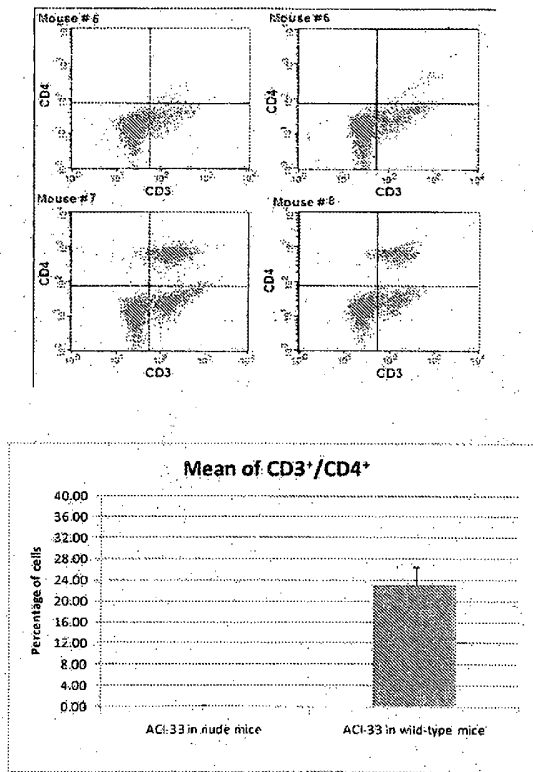 Mouse #6 Mouse #6
CD4 CD4
CD3 CD3
Mouse #7 Mouse #8
CD4 CD4
CD3 CD3
Mean of CD3⁺/CD4⁺
Percentage of cells
40.00
36.00
32.00
28.00
24.00
20.00
16.00
12.00
8.00
4.00
0.00
ACI-33 in nude mice ACI-33 in wild-type mice